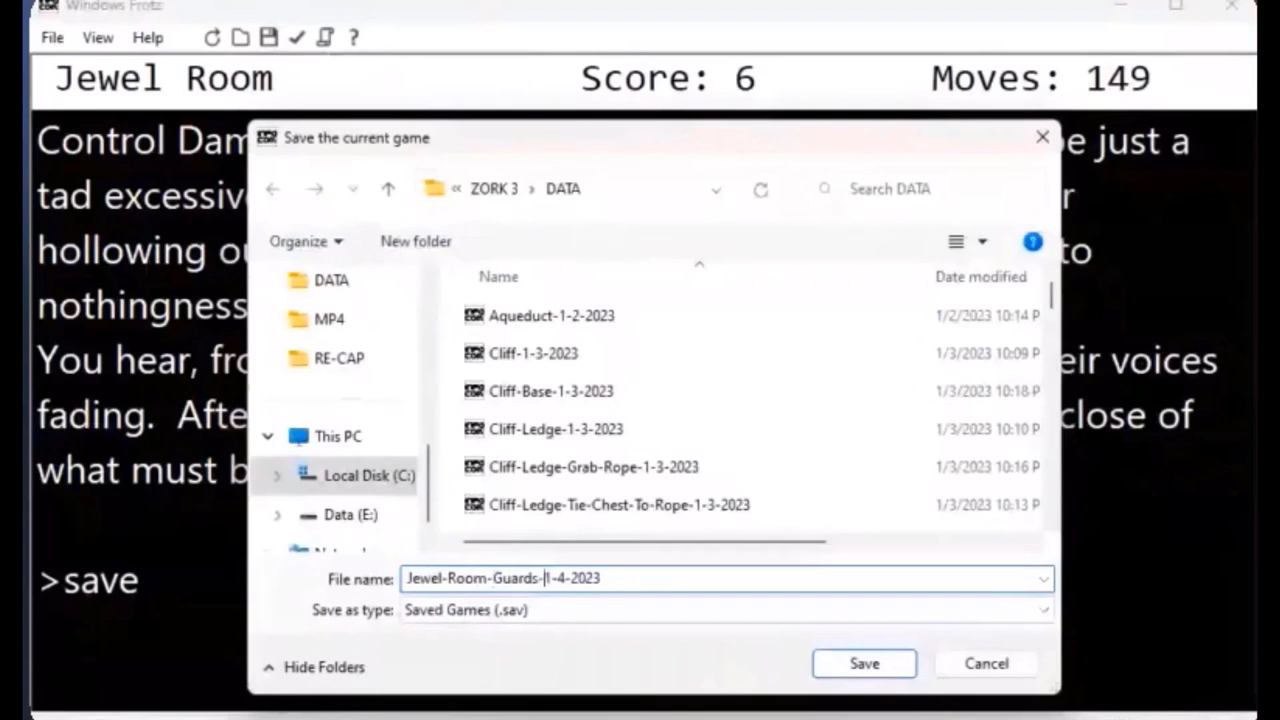 Windows Frotz
File View Help
Jewel Room Score: 6 Moves: 149
Control Dam
e just a
tad excessiv
r
hollowing ou
to
nothingness
You hear, fro
eir voices
fading. Afte
close of
what must b
>save
Save the current game
« ZORK 3 › DATA
Search DATA
Organize
New folder
DATA
MP4
RE-CAP
This PC
Local Disk (C:)
Data (E:)
Name Date modified
Aqueduct-1-2-2023 1/2/2023 10:14 P
Cliff-1-3-2023 1/3/2023 10:09 P
Cliff-Base-1-3-2023 1/3/2023 10:18 P
Cliff-Ledge-1-3-2023 1/3/2023 10:10 P
Cliff-Ledge-Grab-Rope-1-3-2023 1/3/2023 10:16 P
Cliff-Ledge-Tie-Chest-To-Rope-1-3-2023 1/3/2023 10:13 P
File name: Jewel-Room-Guards-1-4-2023
Save as type: Saved Games (.sav)
Hide Folders
Save
Cancel